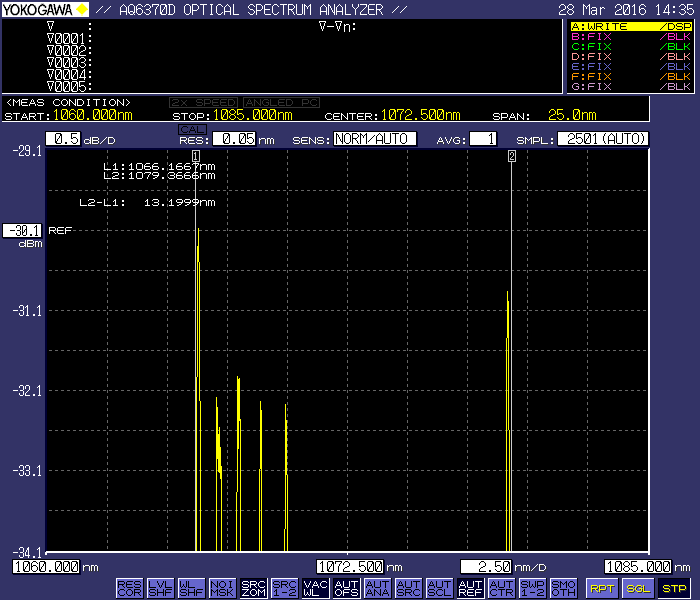 YOKOGAWA // AQ6370D OPTICAL SPECTRUM ANALYZER // 28 Mar 2016 14:35
∇ : ∇-∇n:
∇0001:
∇0002:
∇0003:
∇0004:
∇0005:
A:WRITE /DSP
B:FIX /BLK
C:FIX /BLK
D:FIX /BLK
E:FIX /BLK
F:FIX /BLK
G:FIX /BLK
<MEAS CONDITION> 2X SPEED ANGLED PC
START:1060.000nm STOP:1085.000nm CENTER:1072.500nm SPAN: 25.0nm
CAL
0.5 dB/D RES: 0.05 nm SENS: NORM/AUTO AVG: 1 SMPL: 2501(AUTO)
-29.1
1 2
L1:1066.1667nm
L2:1079.3666nm
L2-L1: 13.1999nm
-30.1 REF
dBm
-31.1
-32.1
-33.1
-34.1
1060.000 nm 1072.500 nm 2.50 nm/D 1085.000 nm
RES COR LVL SHF WL SHF NOI MSK SRC ZOM SRC 1-2 VAC WL AUT OFS AUT ANA AUT SRC AUT SCL AUT REF AUT CTR SWP 1-2 SMO OTH RPT SGL STP